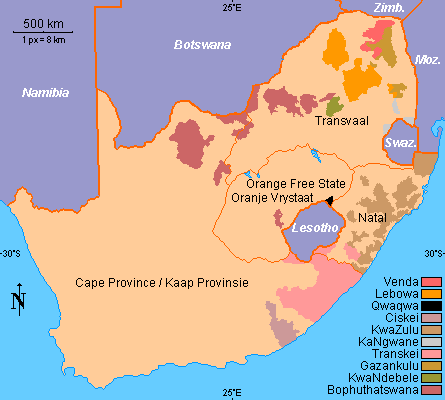 25°E
Zimb.
500 km
1 px = 8 km
Botswana
Moz.
Namibia
Transvaal
Swaz.
Orange Free State
Oranje Vrystaat
Natal
Lesotho
30°S
30°S
Cape Province / Kaap Provinsie
N
Venda
Lebowa
Qwaqwa
Ciskei
KwaZulu
KaNgwane
Transkei
Gazankulu
KwaNdebele
Bophuthatswana
25°E